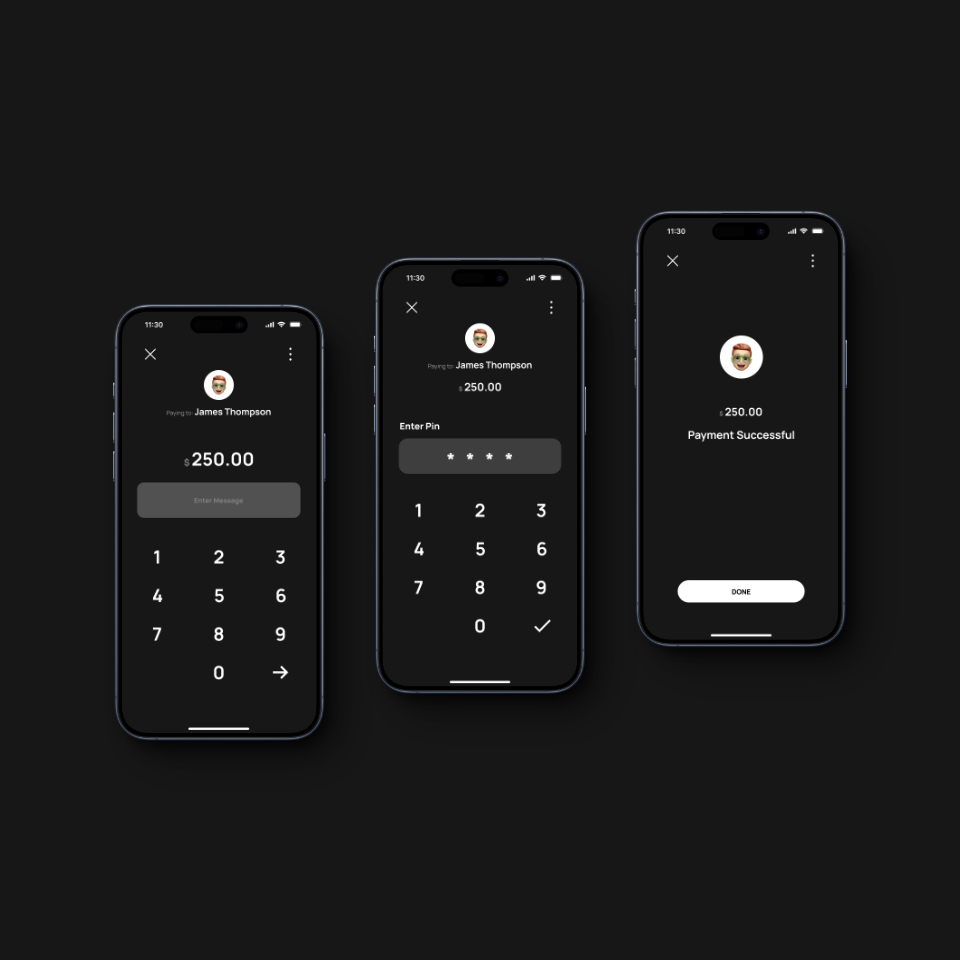 11:30
Paying to: James Thompson
$250.00
Enter Message
1 2 3
4 5 6
7 8 9
0
11:30
Paying to: James Thompson
$250.00
Enter Pin
* * * *
1 2 3
4 5 6
7 8 9
0
11:30
$250.00
Payment Successful
DONE